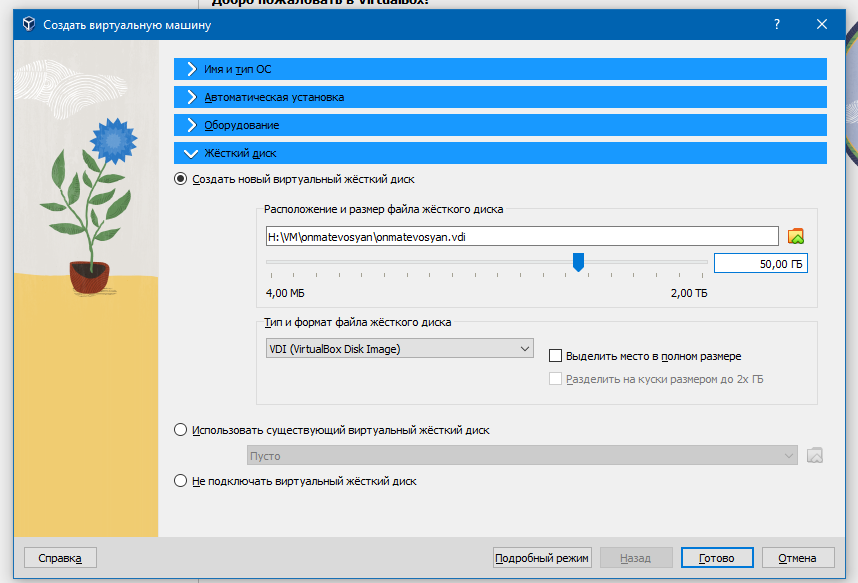 Добро пожаловать в VirtualBox!
Создать виртуальную машину
?
Имя и тип ОС
Автоматическая установка
Оборудование
Жёсткий диск
Создать новый виртуальный жёсткий диск
Расположение и размер файла жёсткого диска
H:\VM\onmatevosyan\onmatevosyan.vdi
50,00 ГБ
4,00 МБ
2,00 ТБ
Тип и формат файла жёсткого диска
VDI (VirtualBox Disk Image)
Выделить место в полном размере
Разделить на куски размером до 2х ГБ
Использовать существующий виртуальный жёсткий диск
Пусто
Не подключать виртуальный жёсткий диск
Справка
Подробный режим
Назад
Готово
Отмена